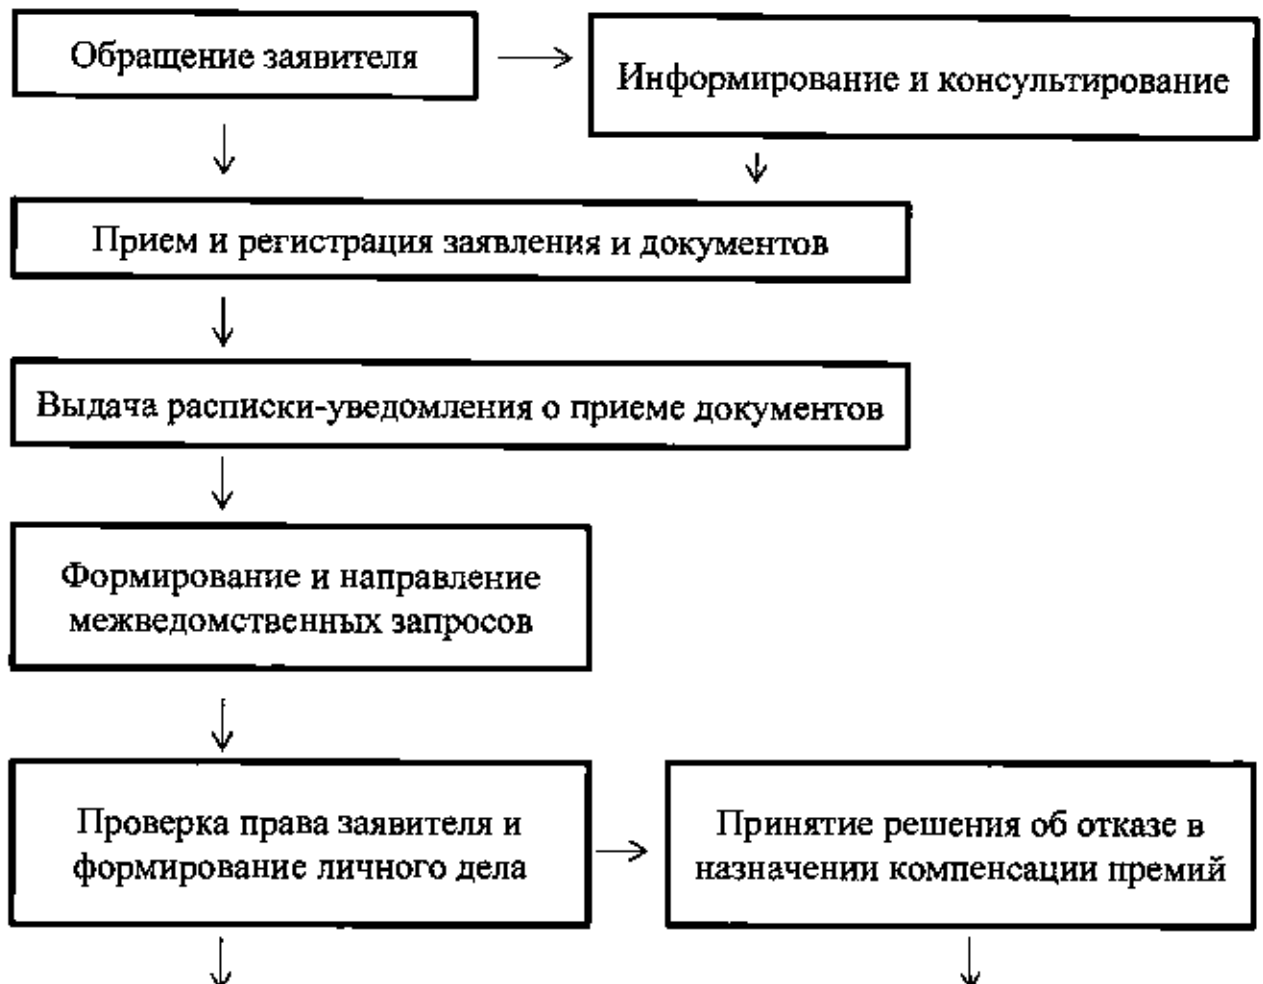 Обращение заявителя
Информирование и консультирование
Прием и регистрация заявления и документов
Выдача расписки-уведомления о приеме документов
Формирование и направление
межведомственных запросов
Проверка права заявителя и
формирование личного дела
Принятие решения об отказе в
назначении компенсации премий